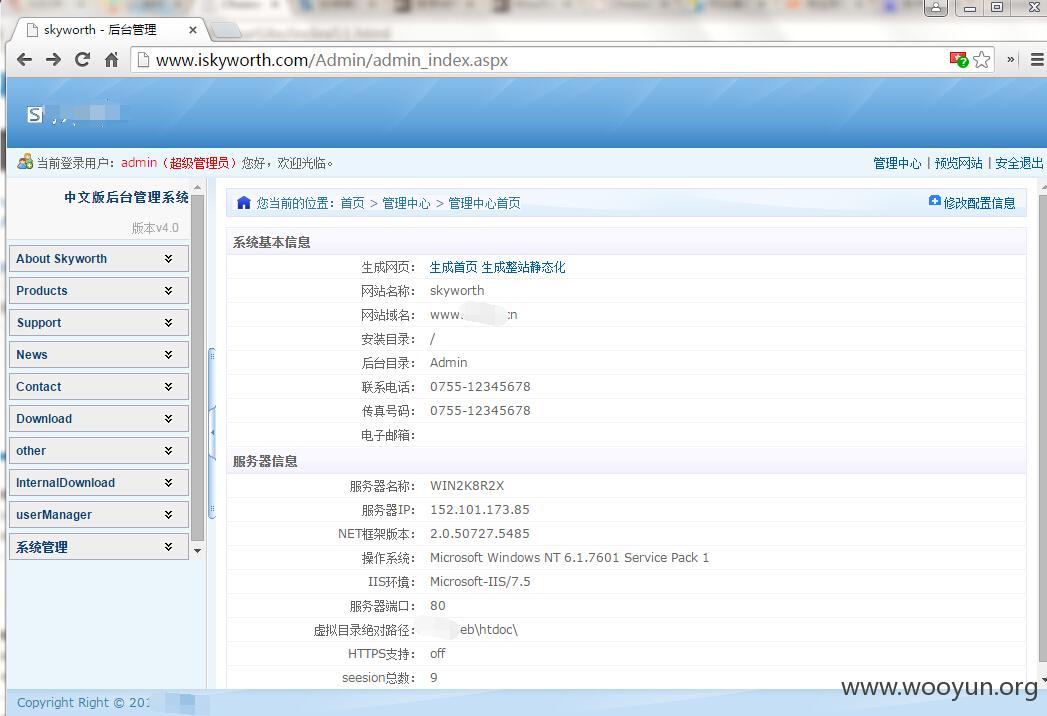 skyworth - 后台管理
www.iskyworth.com/Admin/admin_index.aspx
S
当前登录用户：admin（超级管理员）您好，欢迎光临。
管理中心 | 预览网站 | 安全退出
中文版后台管理系统
版本v4.0
About Skyworth
Products
Support
News
Contact
Download
other
InternalDownload
userManager
系统管理
您当前的位置：首页 > 管理中心 > 管理中心首页
修改配置信息
系统基本信息
生成网页： 生成首页 生成整站静态化
网站名称： skyworth
网站域名： www. cn
安装目录： /
后台目录： Admin
联系电话： 0755-12345678
传真号码： 0755-12345678
电子邮箱：
服务器信息
服务器名称： WIN2K8R2X
服务器IP： 152.101.173.85
NET框架版本： 2.0.50727.5485
操作系统： Microsoft Windows NT 6.1.7601 Service Pack 1
IIS环境： Microsoft-IIS/7.5
服务器端口： 80
虚拟目录绝对路径： eb\htdoc\
HTTPS支持： off
seesion总数： 9
Copyright Right © 201
www.wooyun.org